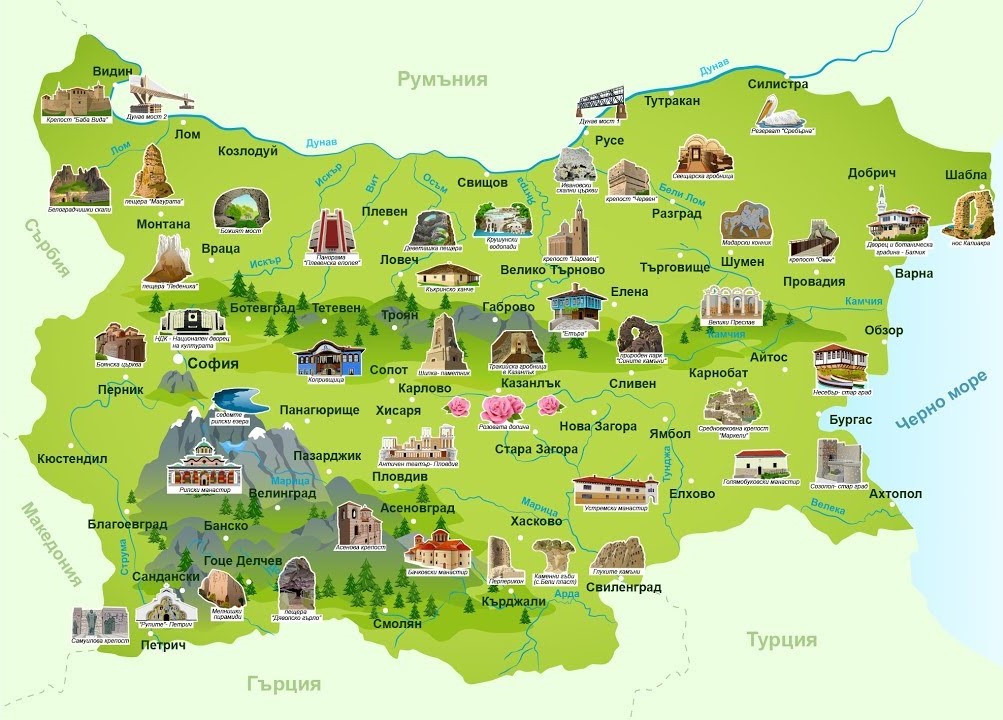 Румъния
Дунав
Видин
Крепост "Баба Вида"
Дунав мост 2
Лом
Лом
Козлодуй
Дунав
Искър
Вит
Осъм
Свищов
Янтра
Дунав мост 1
Русе
Тутракан
Силистра
Резерват "Сребърна"
Белоградчишки скали
пещера "Магурата"
Монтана
Божият мост
Плевен
Панорама
"Плевенска епопея"
Деветашка пещера
Крушунски
водопади
Ивановски
скални църкви
крепост "Червен"
Свещарска гробница
Бели Лом
Разград
Добрич
Шабла
Сърбия
Враца
пещера "Леденика"
Искър
Ловеч
Къкринско ханче
крепост "Царевец"
Велико Търново
Мадарски конник
Търговище
Шумен
крепост "Овеч"
Провадия
Дворец и ботаническа
градина - Балчик
нос Калиакра
Варна
Ботевград
Тетевен
Троян
Габрово
"Етъра"
Елена
Велики Преслав
Камчия
Камчия
Обзор
Боянска църква
НДК - Национален дворец
на културата
София
Копривщица
Сопот
Шипка - паметник
Тракийска гробница
в Казанлък
природен парк
"Сините камъни"
Айтос
Карнобат
Несебър- стар град
Перник
седемте
рилски езера
Панагюрище
Хисаря
Карлово
Казанлък
Розовата долина
Сливен
Нова Загора
Ямбол
Средновековна крепост
"Маркели"
Бургас
Черно море
Кюстендил
Рилски манастир
Марица
Велинград
Пазарджик
Античен театър- Пловдив
Пловдив
Стара Загора
Тунджа
Голямобуковски манастир
Созопол- стар град
Македония
Благоевград
Банско
Асенова крепост
Асеновград
Марица
Устремски манастир
Елхово
Велека
Ахтопол
Хасково
Струма
Сандански
Гоце Делчев
Бачковски манастир
Перперикон
Каменни гъби
(с.Бели пласт)
Глухите камъни
Свиленград
Самуилова крепост
"Рупите"- Петрич
Мелнишки
пирамиди
пещера
"Дяволско гърло"
Кърджали
Арда
Смолян
Петрич
Гърция
Турция